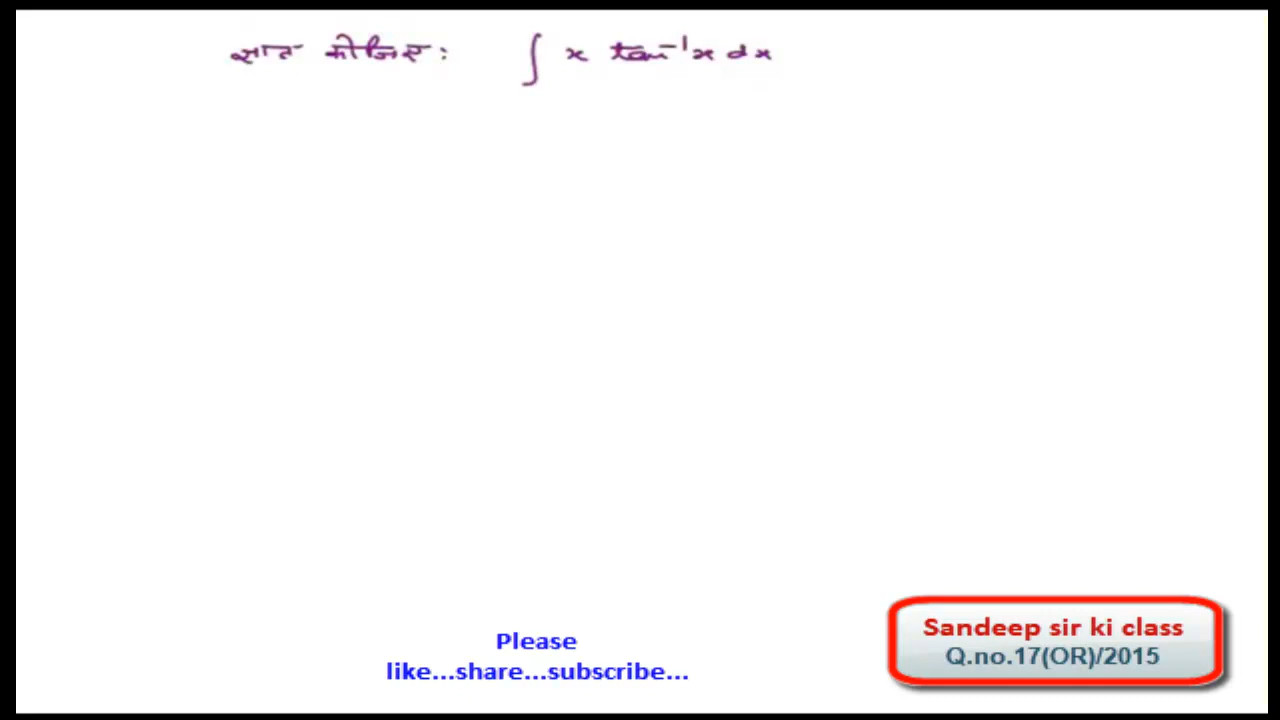 ज्ञात कीजिए : ∫ x tan⁻¹x dx
Please
like...share...subscribe...
Sandeep sir ki class
Q.no.17(OR)/2015